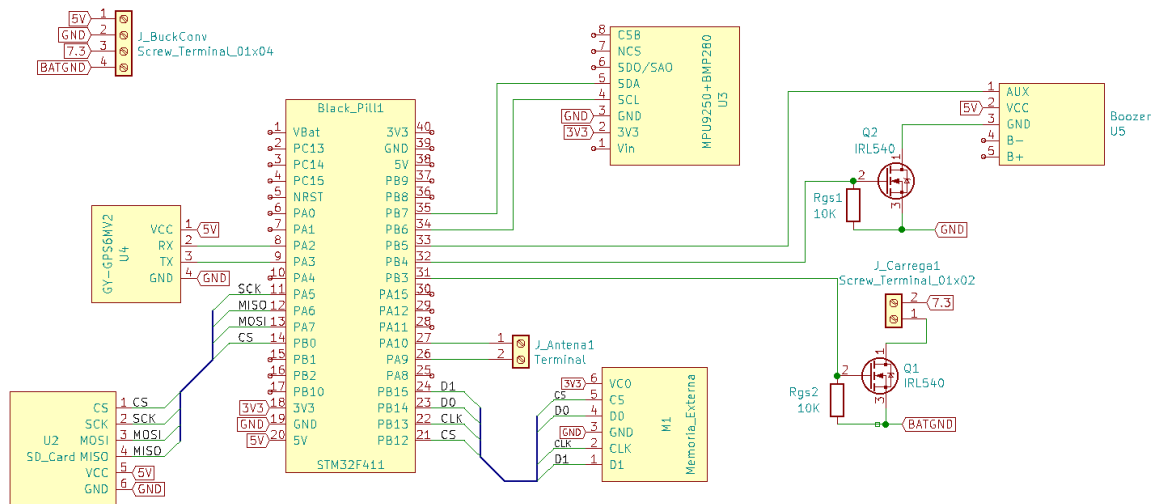 5V 1
GND 2
7.3 3
BATGND 4
J_BuckConv
Screw_Terminal_01x04
Black_Pill1
1 VBat
2 PC13
3 PC14
4 PC15
5 NRST
6 PA0
7 PA1
8 PA2
9 PA3
10 PA4
11 PA5
12 PA6
13 PA7
14 PB0
15 PB1
16 PB2
17 PB10
3V3 18 3V3
GND 19 GND
5V 20 5V
3V3 40
GND 39
5V 38
PB9 37
PB8 36
PB7 35
PB6 34
PB5 33
PB4 32
PB3 31
PA15 30
PA12 29
PA11 28
PA10 27
PA9 26
PA8 25
PB15 24 D1
PB14 23 D0
PB13 22 CLK
PB12 21 CS
STM32F411
SCK
MISO
MOSI
CS
GY-GPS6MV2
U4
VCC 1 5V
RX 2
TX 3
GND 4 GND
U2
SD_Card
CS 1 CS
SCK 2 SCK
MOSI 3 MOSI
MISO 4 MISO
VCC 5 5V
GND 6 GND
8 CSB
7 NCS
6 SDO/SAO
5 SDA
4 SCL
GND 3 GND
3V3 2 3V3
1 Vin
MPU9250+BMP280
U3
1 AUX
5V 2 VCC
3 GND
4 B-
5 B+
Boozer
U5
Q2
IRL540
1
2
3
Rgs1
10K
GND
J_Carrega1
Screw_Terminal_01x02
2 7.3
1
Q1
IRL540
1
2
3
Rgs2
10K
BATGND
1 J_Antena1
2 Terminal
3V3 6 VCO
CS 5 CS
D0 4 D0
GND 3 GND
CLK 2 CLK
D1 1 D1
M1
Memoria_Externa